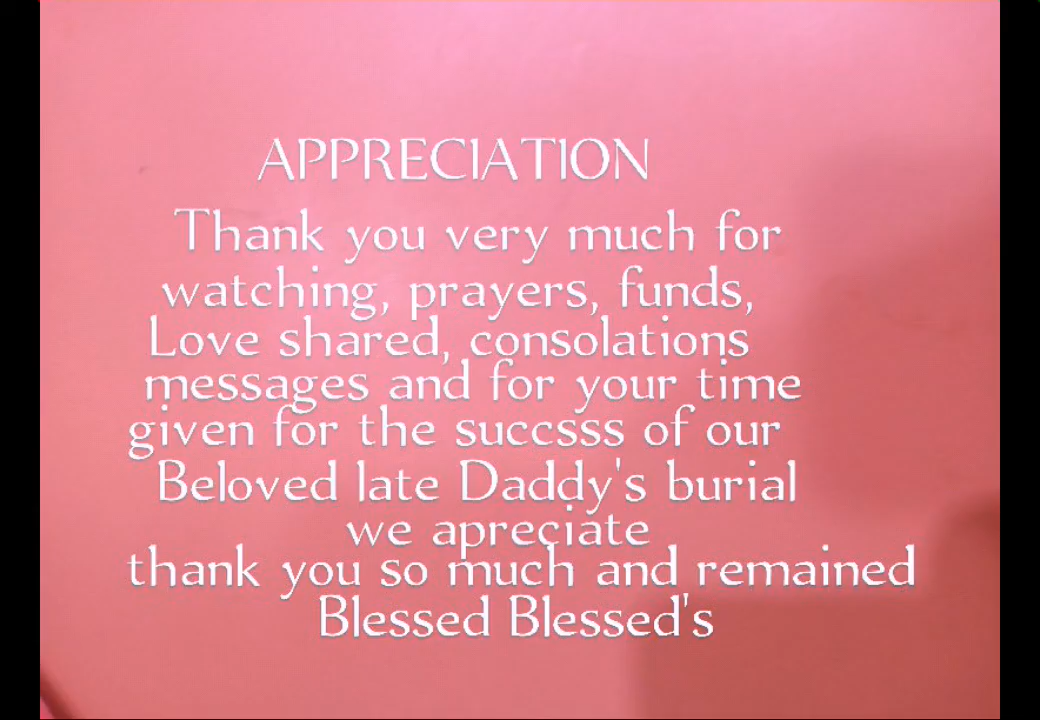 APPRECIATION
Thank you very much for
watching, prayers, funds,
Love shared, consolations
messages and for your time
given for the succsss of our
Beloved late Daddy's burial
we apreciate
thank you so much and remained
Blessed Blessed's